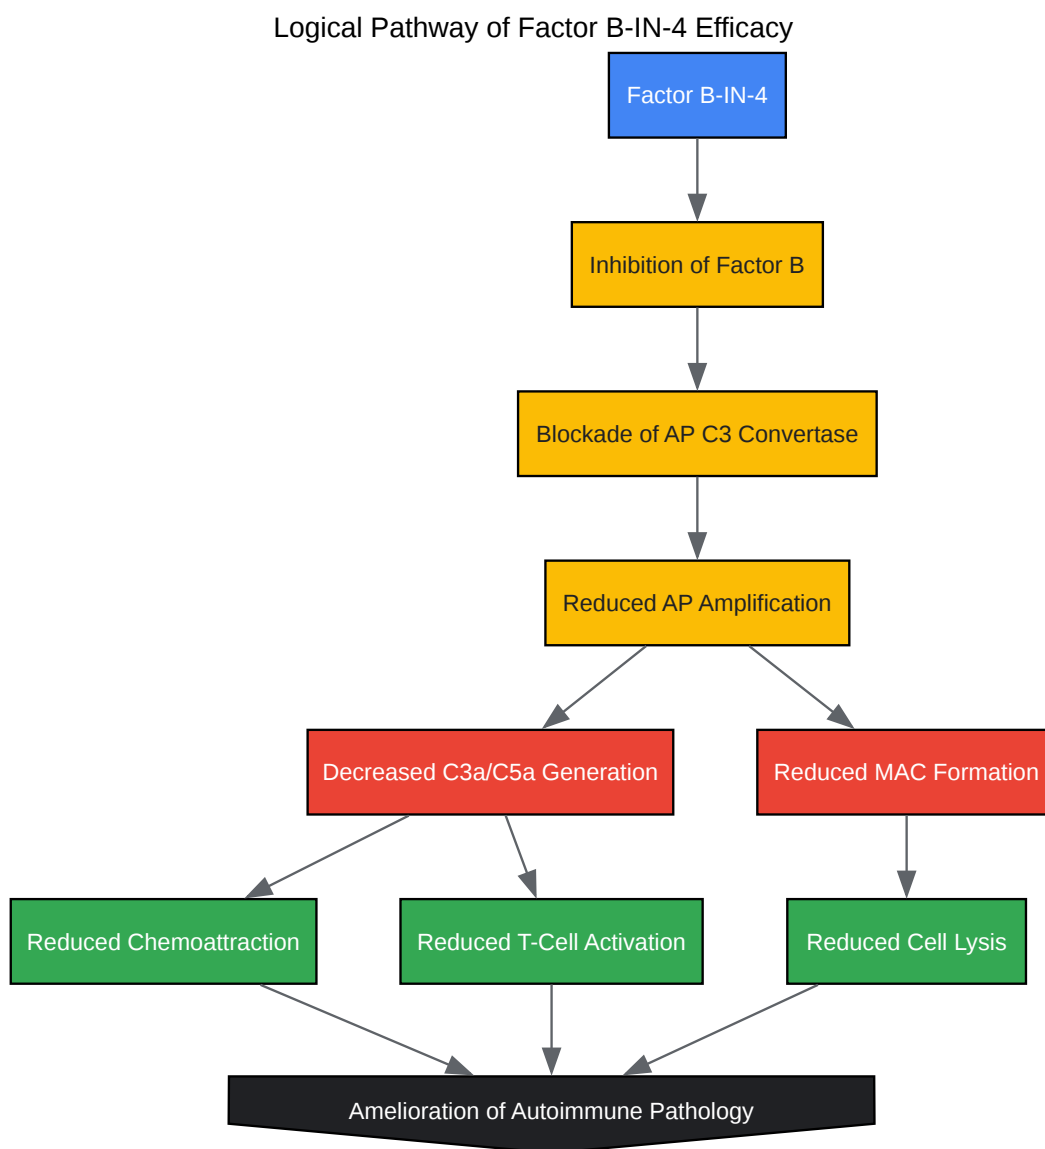 Logical Pathway of Factor B-IN-4 Efficacy
Factor B-IN-4
Inhibition of Factor B
Blockade of AP C3 Convertase
Reduced AP Amplification
Decreased C3a/C5a Generation
Reduced MAC Formation
Reduced Chemoattraction
Reduced T-Cell Activation
Reduced Cell Lysis
Amelioration of Autoimmune Pathology